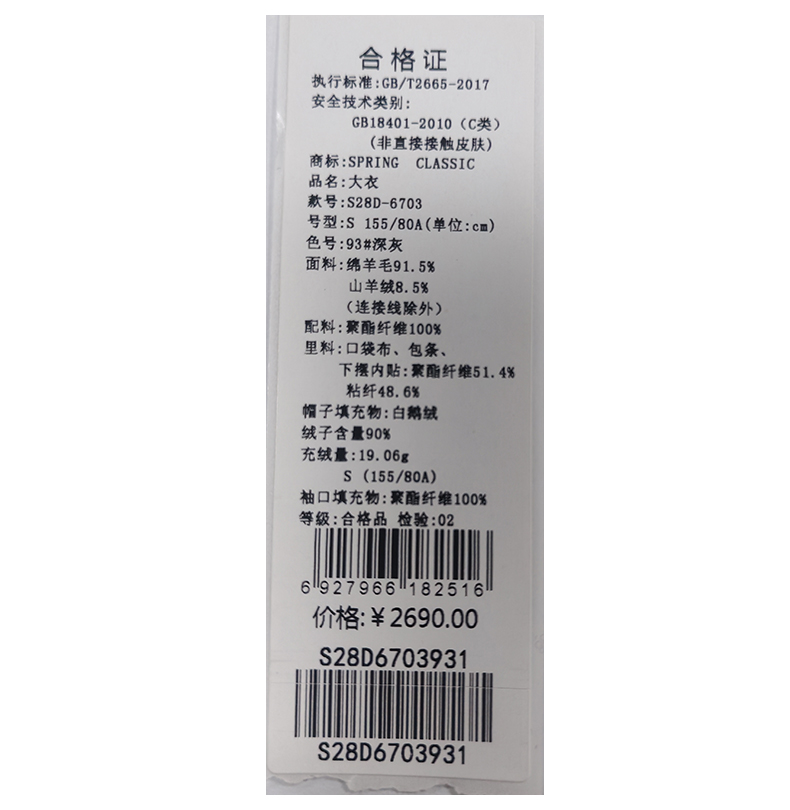 合格证
执行标准:GB/T2665-2017
安全技术类别:
GB18401-2010（C类）
(非直接接触皮肤)
商标:SPRING CLASSIC
品名:大衣
款号:S28D-6703
号型:S 155/80A(单位:cm)
色号:93#深灰
面料:绵羊毛91.5%
山羊绒8.5%
（连接线除外）
配料:聚酯纤维100%
里料:口袋布、包条、
下摆内贴:聚酯纤维51.4%
粘纤48.6%
帽子填充物:白鹅绒
绒子含量90%
充绒量:19.06g
S (155/80A)
袖口填充物:聚酯纤维100%
等级:合格品 检验:02
6 927966 182516
价格:￥2690.00
S28D6703931
S28D6703931